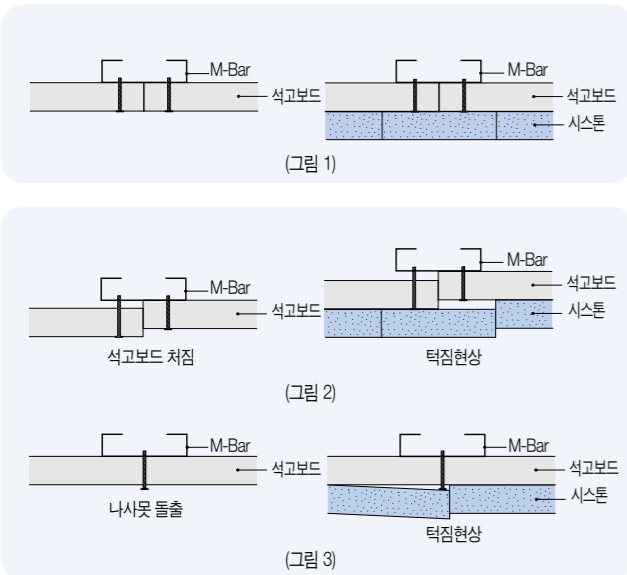 M-Bar
석고보드
M-Bar
석고보드
시스톤
(그림 1)
M-Bar
석고보드
석고보드 처짐
M-Bar
석고보드
시스톤
턱짐현상
(그림 2)
M-Bar
석고보드
나사못 돌출
M-Bar
석고보드
시스톤
턱짐현상
(그림 3)